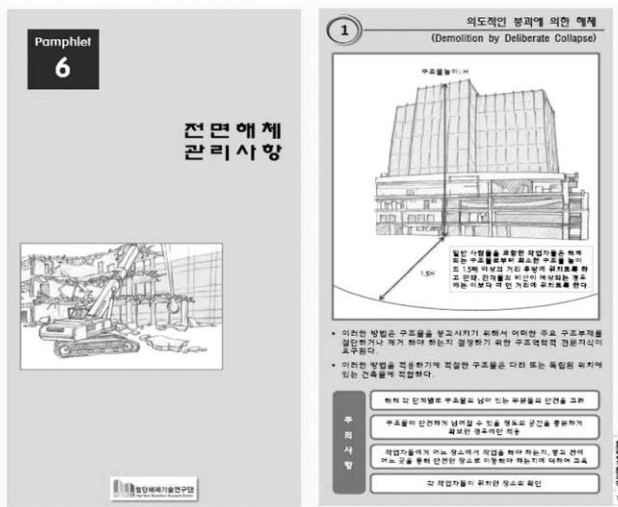 Pamphlet
6
전면해체
관리사항
첨단해체기술연구단
1
의도적인 붕괴에 의한 해체
(Demolition by Deliberate Collapse)
구조물높이:H
1.5H
일반 사람들을 포함한 작업자들은 해체
되는 구조물로부터 최소한 구조물 높이
의 1.5배 이상의 거리 후방에 위치토록 하
고 만약, 잔재물의 비산이 예상되는 경우
에는 이보다 더 먼 거리에 위치토록 한다.
• 이러한 방법은 구조물을 붕괴시키기 위해서 어떠한 주요 구조부재를
절단하거나 제거 해야 하는지 결정하기 위한 구조역학적 전문지식이
요구된다.
• 이러한 방법을 적용하기에 적절한 구조물은 다리 또는 독립된 위치에
있는 건축물에 적합하다.
주의사항
해체 각 단계별로 구조물의 남아 있는 부분들의 안전을 고려
구조물이 안전하게 넘어질 수 있을 정도의 공간을 충분하게
확보한 경우에만 적용
작업자들에게 어느 장소에서 작업을 해야 하는지, 붕괴 전에
어느 곳을 통해 안전한 장소로 이동해야 하는지에 대하여 교육
각 작업자들이 위치한 장소의 확인